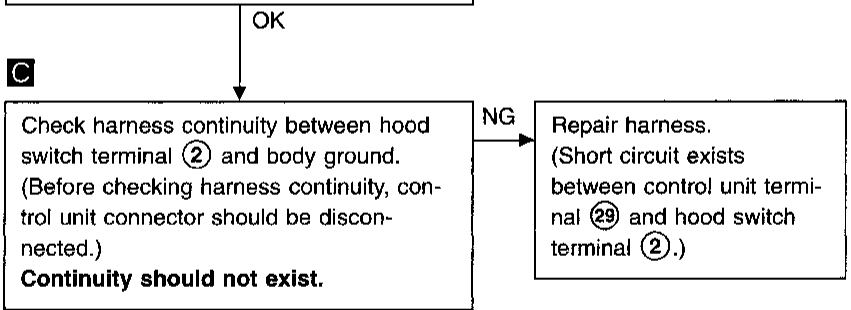 OK
C
Check harness continuity between hood
switch terminal ② and body ground.
(Before checking harness continuity, con-
trol unit connector should be discon-
nected.)
Continuity should not exist.
NG
Repair harness.
(Short circuit exists
between control unit termi-
nal ㉙ and hood switch
terminal ②.)